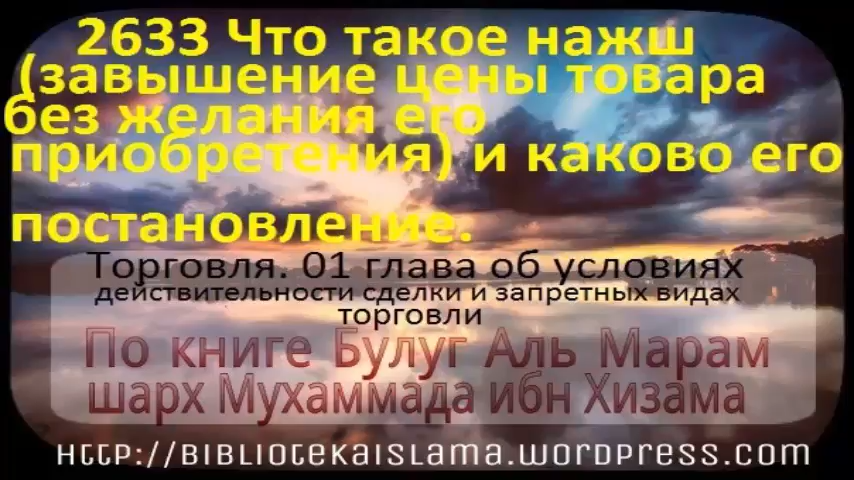 2633 Что такое нажш
(завышение цены товара
без желания его
приобретения) и каково его
постановление.
Торговля. 01 глава об условиях
действительности сделки и запретных видах
торговли
По книге Булуг Аль Марам
шарх Мухаммада ибн Хизама
http://bibliotekaislama.wordpress.com